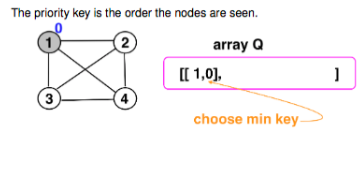 The priority key is the order the nodes are seen.
0
1 2 array Q
[[ 1,0], ]
3 4
choose min key